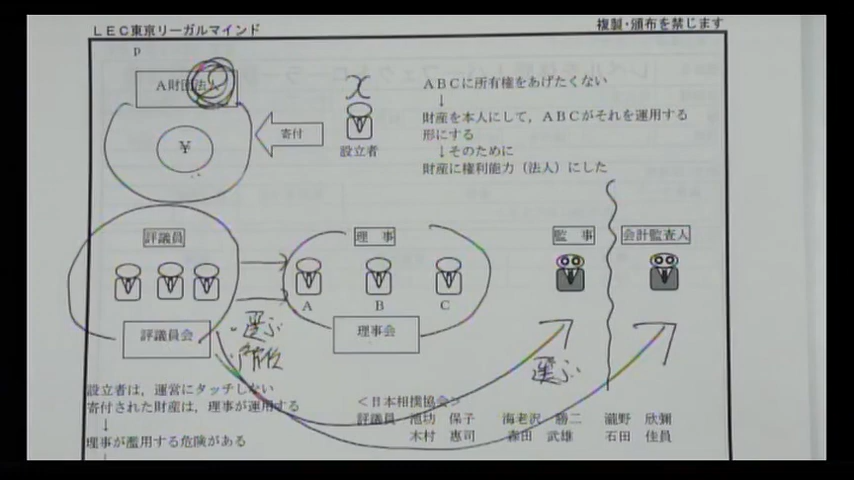 LEC東京リーガルマインド
複製・頒布を禁じます
p
A財団法人
¥
寄付
x
設立者
ABCに所有権をあげたくない
↓
財産を本人にして，ABCがそれを運用する
形にする
↓そのために
財産に権利能力（法人）にした
評議員
理 事
監 事
会計監査人
A B C
評議員会
理事会
・選ぶ
・解任
選ぶ
設立者は，運営にタッチしない
寄付された財産は，理事が運用する
↓
理事が濫用する危険がある
↓
＜日本相撲協会＞
評議員 池坊 保子 海老沢 勝二 瀧野 欣彌
木村 惠司 森田 武雄 石田 佳員